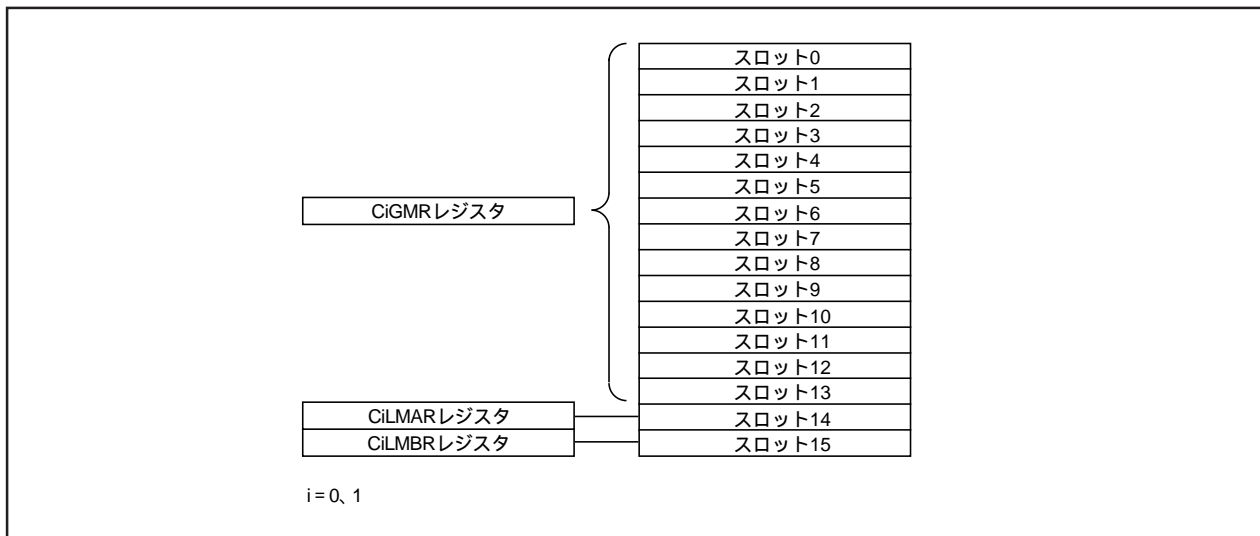 スロット0
スロット1
スロット2
スロット3
スロット4
スロット5
CiGMRレジスタ
スロット6
スロット7
スロット8
スロット9
スロット10
スロット11
スロット12
スロット13
CiLMARレジスタ
スロット14
CiLMBRレジスタ
スロット15
i = 0、1